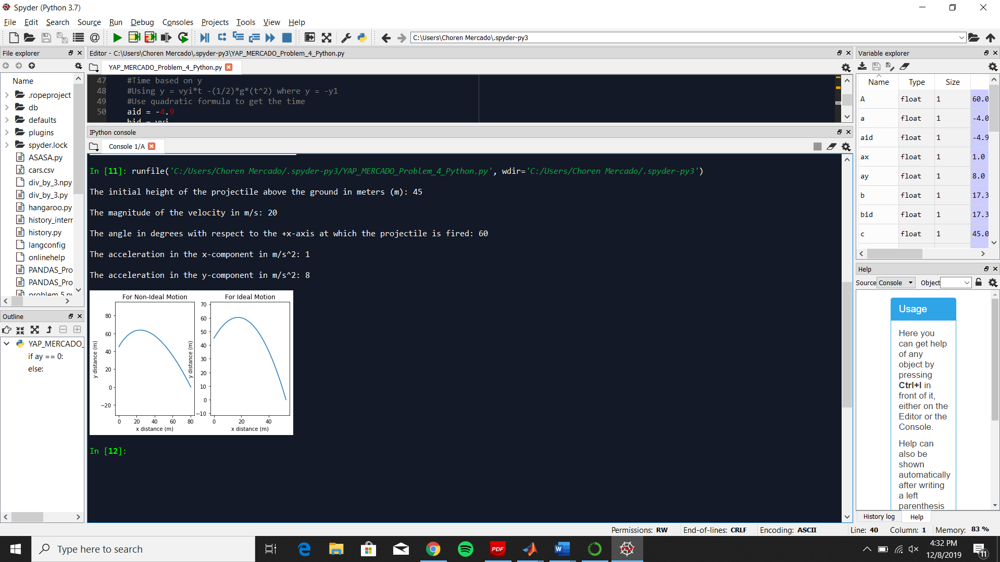 Spyder (Python 3.7)
File Edit Search Source Run Debug Consoles Projects Tools View Help
C:\Users\Choren Mercado\.spyder-py3
File explorer
Name
.ropeproject
db
defaults
plugins
spyder.lock
ASASA.py
cars.csv
div_by_3.npy
div_by_3.py
hangaroo.py
history_interr
history.py
langconfig
onlinehelp
PANDAS_Pro
PANDAS_Pro
problem 5.py
Outline
YAP_MERCADO_
if ay == 0:
else:
Editor - C:\Users\Choren Mercado\.spyder-py3\YAP_MERCADO_Problem_4_Python.py
YAP_MERCADO_Problem_4_Python.py
47 #Time based on y
48 #Using y = vyi*t -(1/2)*g*(t^2) where y = -y1
49 #Use quadratic formula to get the time
50 aid = -4.9
bid = vyi
IPython console
Console 1/A
In [11]: runfile('C:/Users/Choren Mercado/.spyder-py3/YAP_MERCADO_Problem_4_Python.py', wdir='C:/Users/Choren Mercado/.spyder-py3')
The initial height of the projectile above the ground in meters (m): 45
The magnitude of the velocity in m/s: 20
The angle in degrees with respect to the +x-axis at which the projectile is fired: 60
The acceleration in the x-component in m/s^2: 1
The acceleration in the y-component in m/s^2: 8
For Non-Ideal Motion
80
60
40
20
0
−20
0 20 40 60 80
x distance (m)
y distance (m)
For Ideal Motion
70
60
50
40
30
20
10
0
−10
0 20 40
x distance (m)
y distance (m)
In [12]:
Variable explorer
Name Type Size
A float 1 60.0
a float 1 -4.0
aid float 1 -4.9
ax float 1 1.0
ay float 1 8.0
b float 1 17.3
bid float 1 17.3
c float 1 45.0
Help
Source Console Object
Usage
Here you
can get help
of any
object by
pressing
Ctrl+I in
front of it,
either on the
Editor or the
Console.
Help can
also be
shown
automatically
after writing
a left
parenthesis
History log Help
Permissions: RW End-of-lines: CRLF Encoding: ASCII Line: 40 Column: 1 Memory: 83 %
Type here to search
PDF
4:32 PM
12/8/2019
11